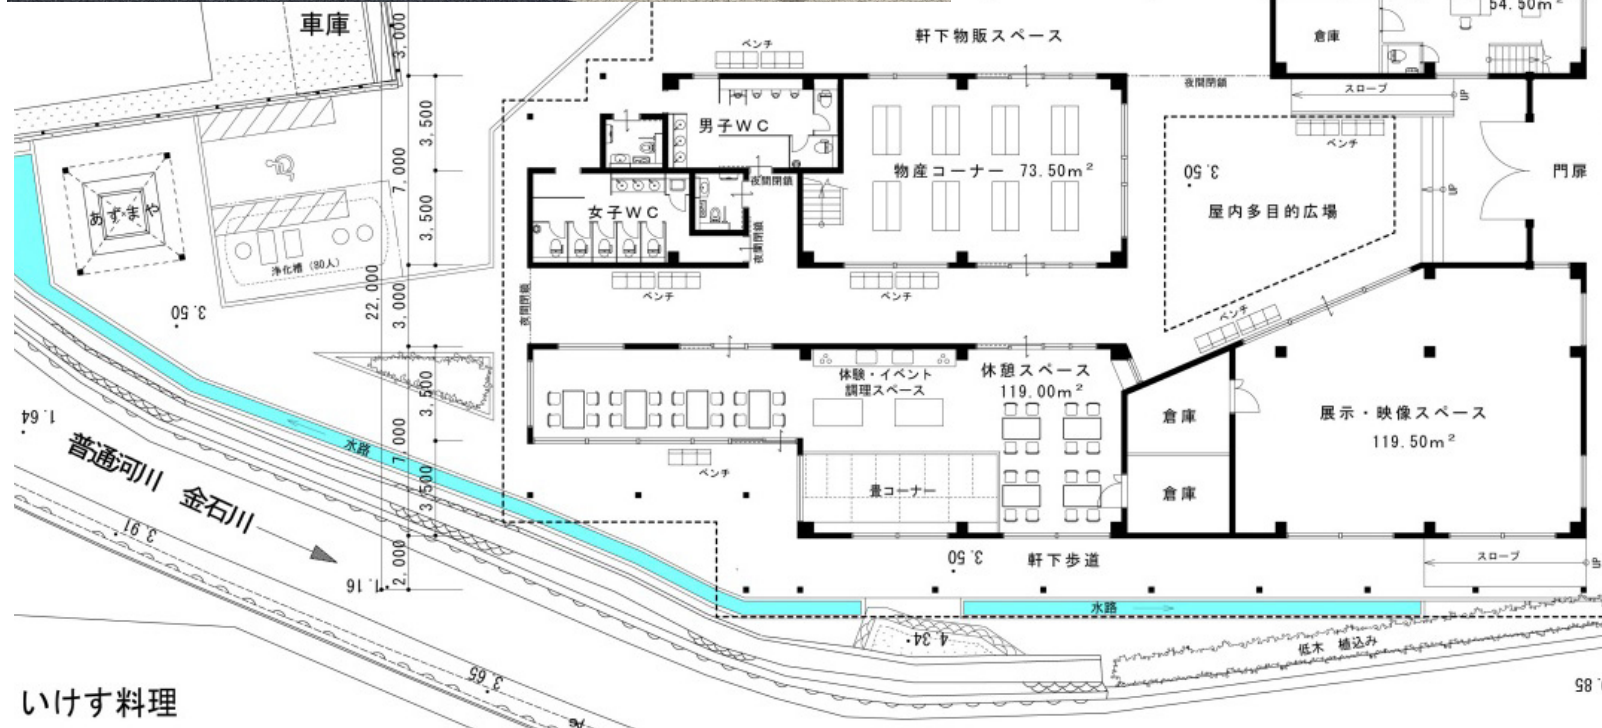 車庫
3,000
ベンチ
軒下物販スペース
倉庫
54.50m²
夜間閉鎖
スロープ
UP
3,500
男子WC
ベンチ
7,000
夜間閉鎖
物産コーナー 73.50m²
3.50
UP
門扉
あずまや
3,500
女子WC
夜間閉鎖
屋内多目的広場
浄化槽（80人）
22,000
3,000
ベンチ
ベンチ
夜間閉鎖
3.50
ベンチ
3,500
体験・イベント
調理スペース
休憩スペース
119.00m²
倉庫
展示・映像スペース
119.50m²
1.64
普通河川 金石川
水路
7,000
ベンチ
3,500
畳コーナー
倉庫
3.91
1.16
2,000
3.50
軒下歩道
スロープ
UP
水路
4.34
低木 植込み
3.65
いけす料理